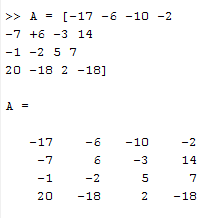 >> A = [-17 -6 -10 -2
-7 +6 -3 14
-1 -2 5 7
20 -18 2 -18]
A =
-17 -6 -10 -2
-7 6 -3 14
-1 -2 5 7
20 -18 2 -18